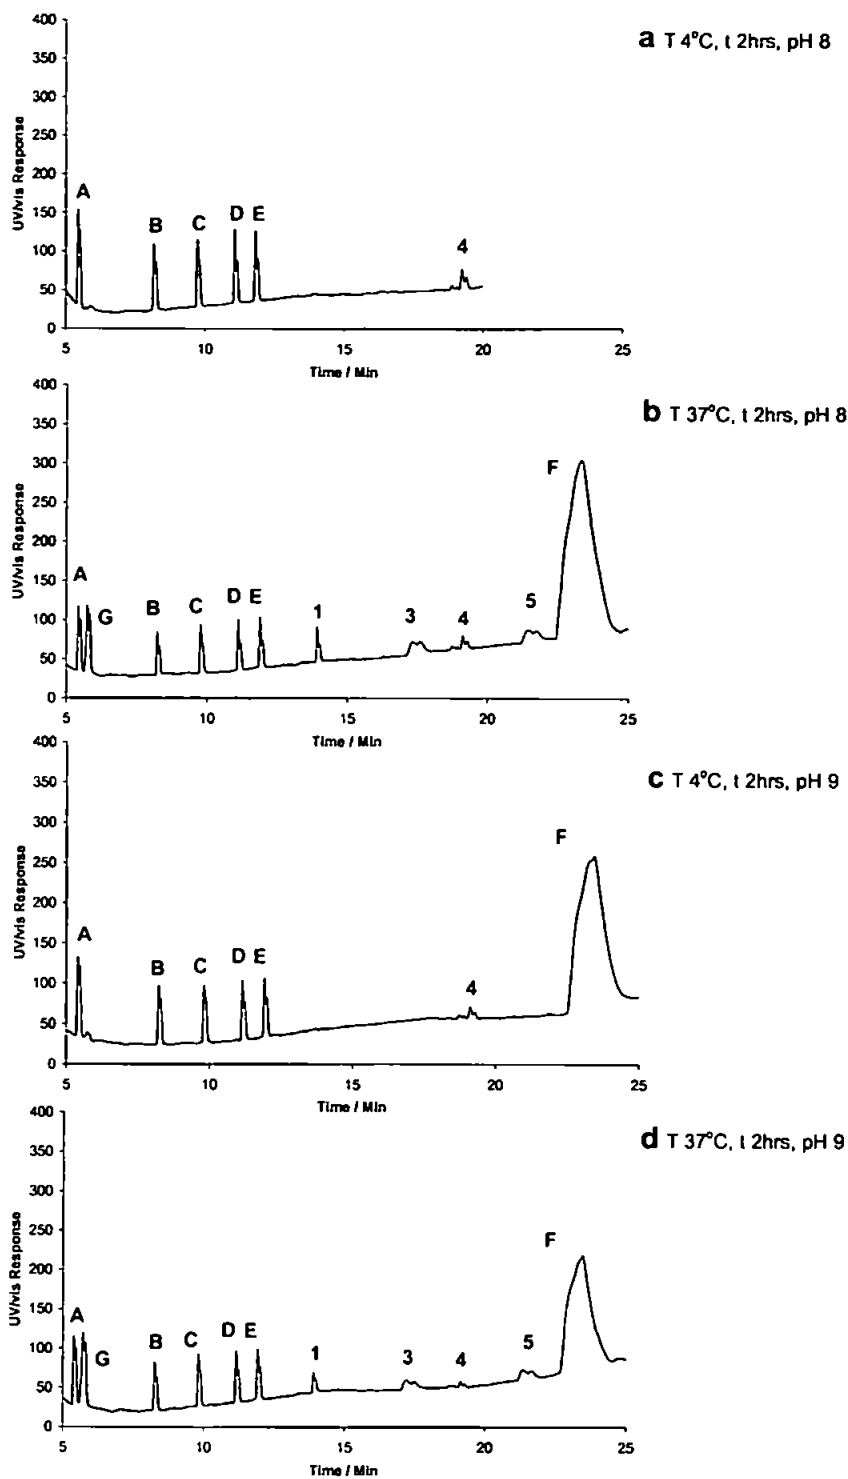 a T 4°C, t 2hrs, pH 8
400
350
300
250
200
150
100
50
0
UV/vis Response
A
B
C
D
E
4
5
10
15
20
25
Time / Min
b T 37°C, t 2hrs, pH 8
400
350
300
250
200
150
100
50
0
UV/vis Response
A
G
B
C
D
E
1
3
4
5
F
5
10
15
20
25
Time / Min
c T 4°C, t 2hrs, pH 9
400
350
300
250
200
150
100
50
0
UV/vis Response
A
B
C
D
E
4
F
5
10
15
20
25
Time / Min
d T 37°C, t 2hrs, pH 9
400
350
300
250
200
150
100
50
0
UV/vis Response
A
G
B
C
D
E
1
3
4
5
F
5
10
15
20
25
Time / Min